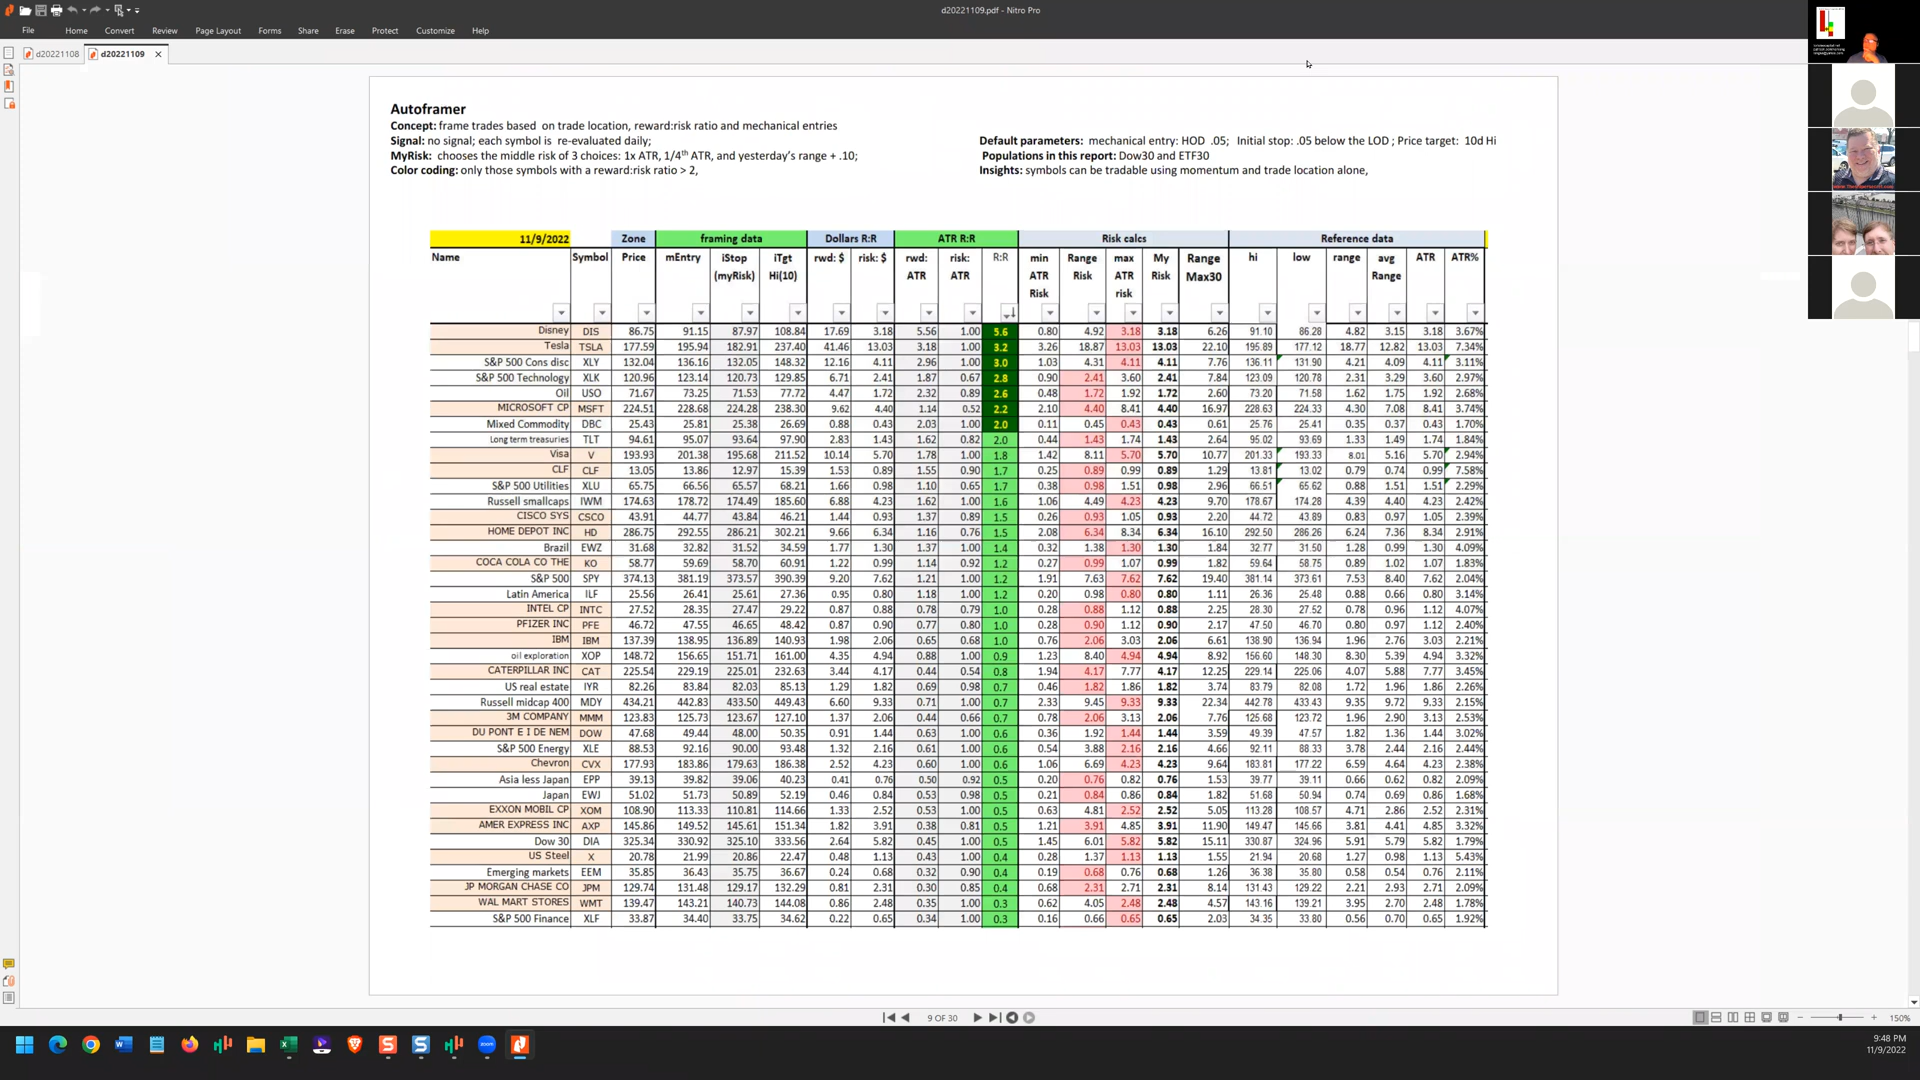 d20221109.pdf - Nitro Pro
File Home Convert Review Page Layout Forms Share Erase Protect Customize Help
d20221108 d20221109
Autoframer
Concept: frame trades based on trade location, reward:risk ratio and mechanical entries
Signal: no signal; each symbol is re-evaluated daily;
MyRisk: chooses the middle risk of 3 choices: 1x ATR, 1/4th ATR, and yesterday's range + .10;
Color coding: only those symbols with a reward:risk ratio > 2,
Default parameters: mechanical entry: HOD .05; Initial stop: .05 below the LOD ; Price target: 10d Hi
Populations in this report: Dow30 and ETF30
Insights: symbols can be tradable using momentum and trade location alone,
11/9/2022 Zone framing data Dollars R:R ATR R:R Risk calcs Reference data
Name Symbol Price mEntry iStop (myRisk) iTgt Hi(10) rwd: $ risk: $ rwd: ATR risk: ATR R:R min ATR Risk Range Risk max ATR risk My Risk Range Max30 hi low range avg Range ATR ATR%
Disney DIS 86.75 91.15 87.97 108.84 17.69 3.18 5.56 1.00 5.6 0.80 4.92 3.18 3.18 6.26 91.10 86.28 4.82 3.15 3.18 3.67%
Tesla TSLA 177.59 195.94 182.91 237.40 41.46 13.03 3.18 1.00 3.2 3.26 18.87 13.03 13.03 22.10 195.89 177.12 18.77 12.82 13.03 7.34%
S&P 500 Cons disc XLY 132.04 136.16 132.05 148.32 12.16 4.11 2.96 1.00 3.0 1.03 4.31 4.11 4.11 7.76 136.11 131.90 4.21 4.09 4.11 3.11%
S&P 500 Technology XLK 120.96 123.14 120.73 129.85 6.71 2.41 1.87 0.67 2.8 0.90 2.41 3.60 2.41 7.84 123.09 120.78 2.31 3.29 3.60 2.97%
Oil USO 71.67 73.25 71.53 77.72 4.47 1.72 2.32 0.89 2.6 0.48 1.72 1.92 1.72 2.60 73.20 71.58 1.62 1.75 1.92 2.68%
MICROSOFT CP MSFT 224.51 228.68 224.28 238.30 9.62 4.40 1.14 0.52 2.2 2.10 4.40 8.41 4.40 16.97 228.63 224.33 4.30 7.08 8.41 3.74%
Mixed Commodity DBC 25.43 25.81 25.38 26.69 0.88 0.43 2.03 1.00 2.0 0.11 0.45 0.43 0.43 0.61 25.76 25.41 0.35 0.37 0.43 1.70%
Long term treasuries TLT 94.61 95.07 93.64 97.90 2.83 1.43 1.62 0.82 2.0 0.44 1.43 1.74 1.43 2.64 95.02 93.69 1.33 1.49 1.74 1.84%
Visa V 193.93 201.38 195.68 211.52 10.14 5.70 1.78 1.00 1.8 1.42 8.11 5.70 5.70 10.77 201.33 193.33 8.01 5.16 5.70 2.94%
CLF CLF 13.05 13.86 12.97 15.39 1.53 0.89 1.55 0.90 1.7 0.25 0.89 0.99 0.89 1.29 13.81 13.02 0.79 0.74 0.99 7.58%
S&P 500 Utilities XLU 65.75 66.56 65.57 68.21 1.66 0.98 1.10 0.65 1.7 0.38 0.98 1.51 0.98 2.96 66.51 65.62 0.88 1.51 1.51 2.29%
Russell smallcaps IWM 174.63 178.72 174.49 185.60 6.88 4.23 1.62 1.00 1.6 1.06 4.49 4.23 4.23 9.70 178.67 174.28 4.39 4.40 4.23 2.42%
CISCO SYS CSCO 43.91 44.77 43.84 46.21 1.44 0.93 1.37 0.89 1.5 0.26 0.93 1.05 0.93 2.20 44.72 43.89 0.83 0.97 1.05 2.39%
HOME DEPOT INC HD 286.75 292.55 286.21 302.21 9.66 6.34 1.16 0.76 1.5 2.08 6.34 8.34 6.34 16.10 292.50 286.26 6.24 7.36 8.34 2.91%
Brazil EWZ 31.68 32.82 31.52 34.59 1.77 1.30 1.37 1.00 1.4 0.32 1.38 1.30 1.30 1.84 32.77 31.50 1.28 0.99 1.30 4.09%
COCA COLA CO THE KO 58.77 59.69 58.70 60.91 1.22 0.99 1.14 0.92 1.2 0.27 0.99 1.07 0.99 1.82 59.64 58.75 0.89 1.02 1.07 1.83%
S&P 500 SPY 374.13 381.19 373.57 390.39 9.20 7.62 1.21 1.00 1.2 1.91 7.63 7.62 7.62 19.40 381.14 373.61 7.53 8.40 7.62 2.04%
Latin America ILF 25.56 26.41 25.61 27.36 0.95 0.80 1.18 1.00 1.2 0.20 0.98 0.80 0.80 1.11 26.36 25.48 0.88 0.66 0.80 3.14%
INTEL CP INTC 27.52 28.35 27.47 29.22 0.87 0.88 0.78 0.79 1.0 0.28 0.88 1.12 0.88 2.25 28.30 27.52 0.78 0.96 1.12 4.07%
PFIZER INC PFE 46.72 47.55 46.65 48.42 0.87 0.90 0.77 0.80 1.0 0.28 0.90 1.12 0.90 2.17 47.50 46.70 0.80 0.97 1.12 2.40%
IBM IBM 137.39 138.95 136.89 140.93 1.98 2.06 0.65 0.68 1.0 0.76 2.06 3.03 2.06 6.61 138.90 136.94 1.96 2.76 3.03 2.21%
oil exploration XOP 148.72 156.65 151.71 161.00 4.35 4.94 0.88 1.00 0.9 1.23 8.40 4.94 4.94 8.92 156.60 148.30 8.30 5.39 4.94 3.32%
CATERPILLAR INC CAT 225.54 229.19 225.01 232.63 3.44 4.17 0.44 0.54 0.8 1.94 4.17 7.77 4.17 12.25 229.14 225.06 4.07 5.88 7.77 3.45%
US real estate IYR 82.26 83.84 82.03 85.13 1.29 1.82 0.69 0.98 0.7 0.46 1.82 1.86 1.82 3.74 83.79 82.08 1.72 1.96 1.86 2.26%
Russell midcap 400 MDY 434.21 442.83 433.50 449.43 6.60 9.33 0.71 1.00 0.7 2.33 9.45 9.33 9.33 22.34 442.78 433.43 9.35 9.72 9.33 2.15%
3M COMPANY MMM 123.83 125.73 123.67 127.10 1.37 2.06 0.44 0.66 0.7 0.78 2.06 3.13 2.06 7.76 125.68 123.72 1.96 2.90 3.13 2.53%
DU PONT E I DE NEM DOW 47.68 49.44 48.00 50.35 0.91 1.44 0.63 1.00 0.6 0.36 1.92 1.44 1.44 3.59 49.39 47.57 1.82 1.36 1.44 3.02%
S&P 500 Energy XLE 88.53 92.16 90.00 93.48 1.32 2.16 0.61 1.00 0.6 0.54 3.88 2.16 2.16 4.66 92.11 88.33 3.78 2.44 2.16 2.44%
Chevron CVX 177.93 183.86 179.63 186.38 2.52 4.23 0.60 1.00 0.6 1.06 6.69 4.23 4.23 9.64 183.81 177.22 6.59 4.64 4.23 2.38%
Asia less Japan EPP 39.13 39.82 39.06 40.23 0.41 0.76 0.50 0.92 0.5 0.20 0.76 0.82 0.76 1.53 39.77 39.11 0.66 0.62 0.82 2.09%
Japan EWJ 51.02 51.73 50.89 52.19 0.46 0.84 0.53 0.98 0.5 0.21 0.84 0.86 0.84 1.82 51.68 50.94 0.74 0.69 0.86 1.68%
EXXON MOBIL CP XOM 108.90 113.33 110.81 114.66 1.33 2.52 0.53 1.00 0.5 0.63 4.81 2.52 2.52 5.05 113.28 108.57 4.71 2.86 2.52 2.31%
AMER EXPRESS INC AXP 145.86 149.52 145.61 151.34 1.82 3.91 0.38 0.81 0.5 1.21 3.91 4.85 3.91 11.90 149.47 145.66 3.81 4.41 4.85 3.32%
Dow 30 DIA 325.34 330.92 325.10 333.56 2.64 5.82 0.45 1.00 0.5 1.45 6.01 5.82 5.82 15.11 330.87 324.96 5.91 5.79 5.82 1.79%
US Steel X 20.78 21.99 20.86 22.47 0.48 1.13 0.43 1.00 0.4 0.28 1.37 1.13 1.13 1.55 21.94 20.68 1.27 0.98 1.13 5.43%
Emerging markets EEM 35.85 36.43 35.75 36.67 0.24 0.68 0.32 0.90 0.4 0.19 0.68 0.76 0.68 1.26 36.38 35.80 0.58 0.54 0.76 2.11%
JP MORGAN CHASE CO JPM 129.74 131.48 129.17 132.29 0.81 2.31 0.30 0.85 0.4 0.68 2.31 2.71 2.31 8.14 131.43 129.22 2.21 2.93 2.71 2.09%
WAL MART STORES WMT 139.47 143.21 140.73 144.08 0.86 2.48 0.35 1.00 0.3 0.62 4.05 2.48 2.48 4.57 143.16 139.21 3.95 2.70 2.48 1.78%
S&P 500 Finance XLF 33.87 34.40 33.75 34.62 0.22 0.65 0.34 1.00 0.3 0.16 0.66 0.65 0.65 2.03 34.35 33.80 0.56 0.70 0.65 1.92%
9 OF 30
150%
9:48 PM
11/9/2022